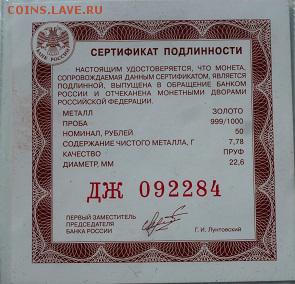 COINS.LAVE.RU
СЕРТИФИКАТ ПОДЛИННОСТИ
НАСТОЯЩИМ УДОСТОВЕРЯЕТСЯ, ЧТО МОНЕТА,
СОПРОВОЖДАЕМАЯ ДАННЫМ СЕРТИФИКАТОМ, ЯВЛЯЕТСЯ
ПОДЛИННОЙ, ВЫПУЩЕНА В ОБРАЩЕНИЕ БАНКОМ
РОССИИ И ОТЧЕКАНЕНА МОНЕТНЫМИ ДВОРАМИ
РОССИЙСКОЙ ФЕДЕРАЦИИ.
МЕТАЛЛ ЗОЛОТО
ПРОБА 999/1000
НОМИНАЛ, РУБЛЕЙ 50
СОДЕРЖАНИЕ ЧИСТОГО МЕТАЛЛА, Г 7,78
КАЧЕСТВО ПРУФ
ДИАМЕТР, ММ 22,6
ДЖ 092284
ПЕРВЫЙ ЗАМЕСТИТЕЛЬ
ПРЕДСЕДАТЕЛЯ
БАНКА РОССИИ Г. И. Лунтовский